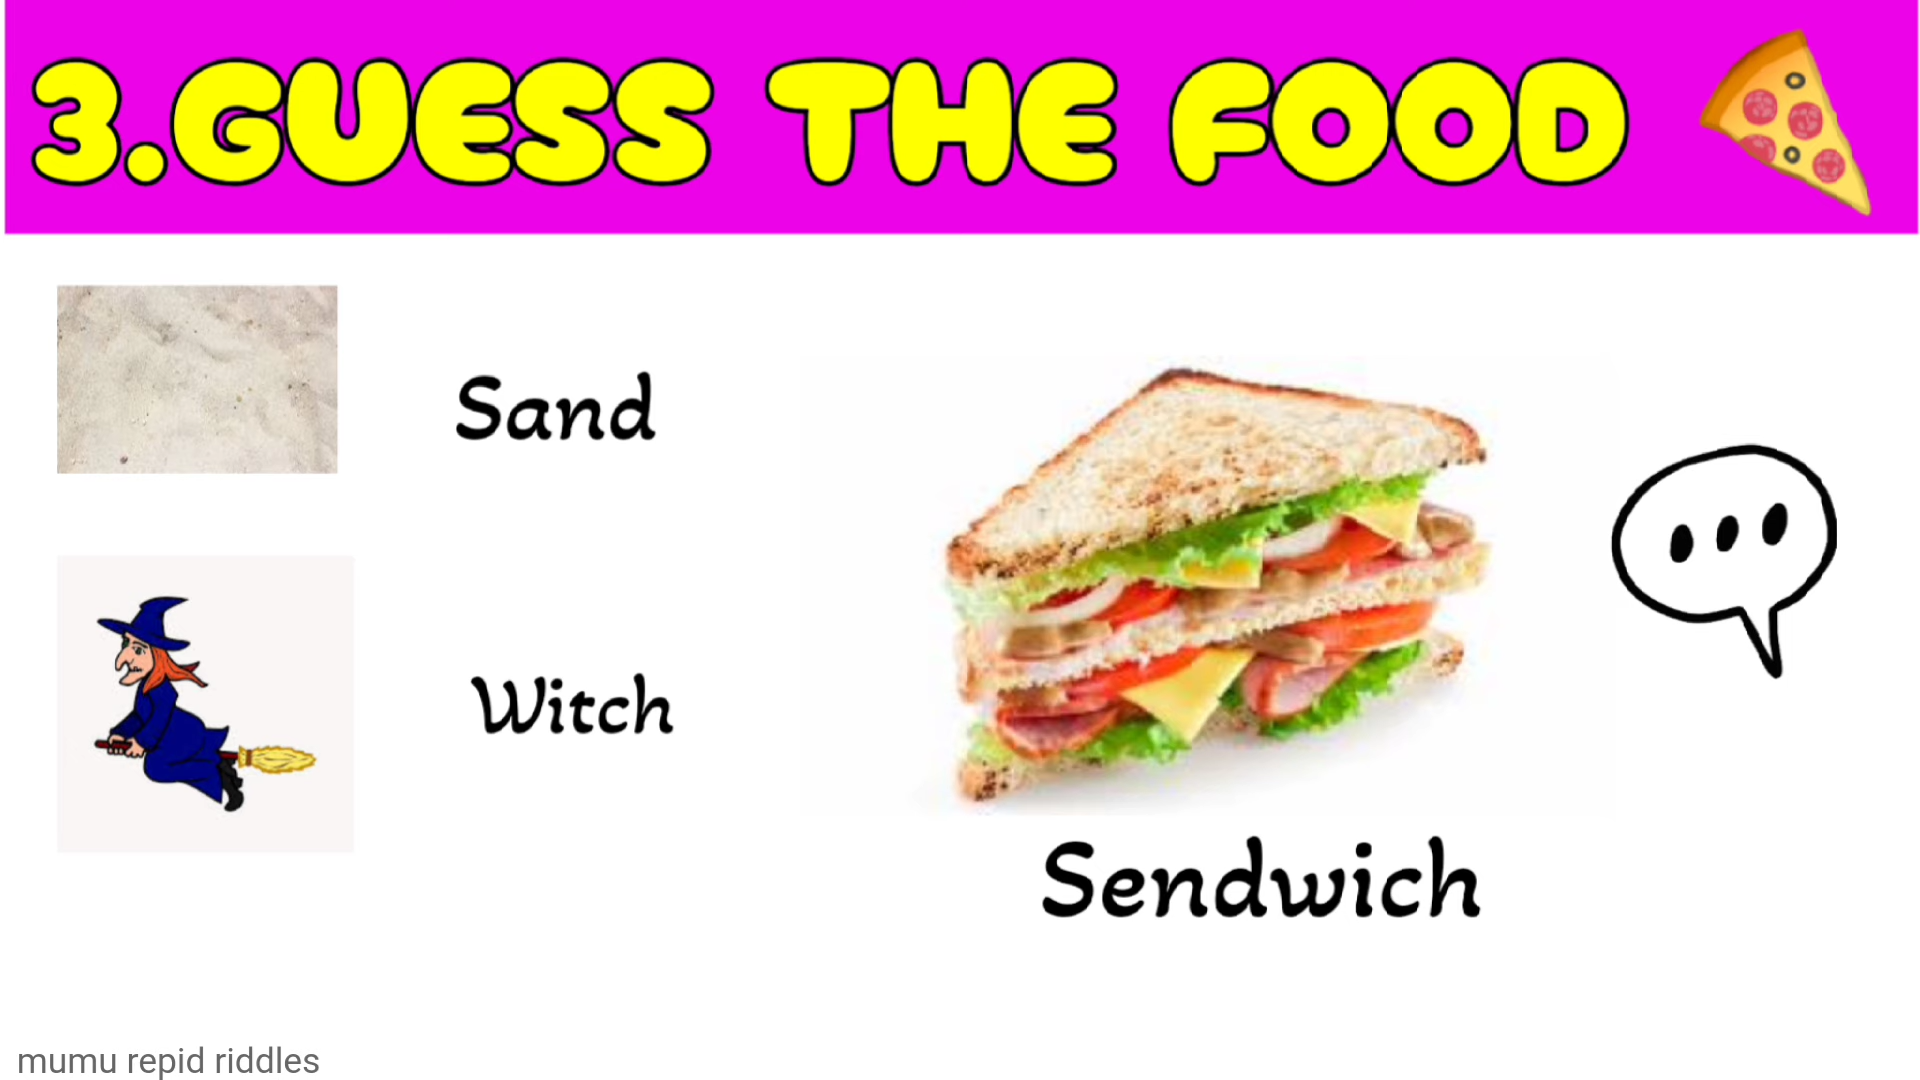 3.GUESS THE FOOD
Sand
Witch
Sendwich
mumu repid riddles